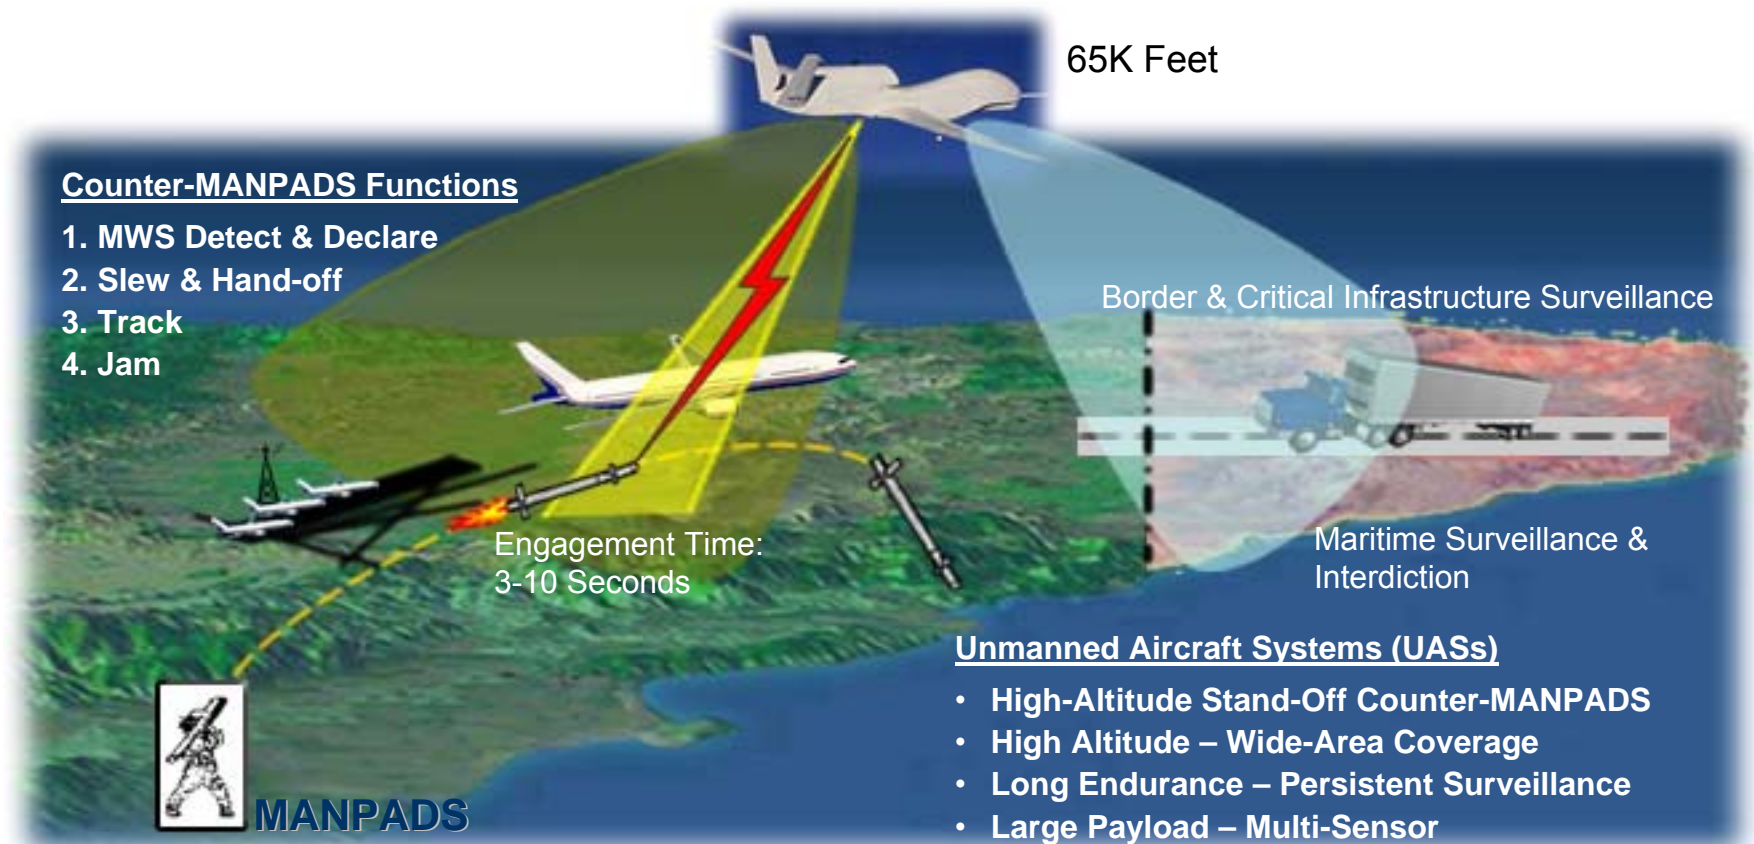 65K Feet
Counter-MANPADS Functions
1. MWS Detect & Declare
2. Slew & Hand-off
3. Track
4. Jam
Border & Critical Infrastructure Surveillance
Engagement Time:
3-10 Seconds
Maritime Surveillance &
Interdiction
Unmanned Aircraft Systems (UASs)
• High-Altitude Stand-Off Counter-MANPADS
• High Altitude – Wide-Area Coverage
• Long Endurance – Persistent Surveillance
• Large Payload – Multi-Sensor
MANPADS